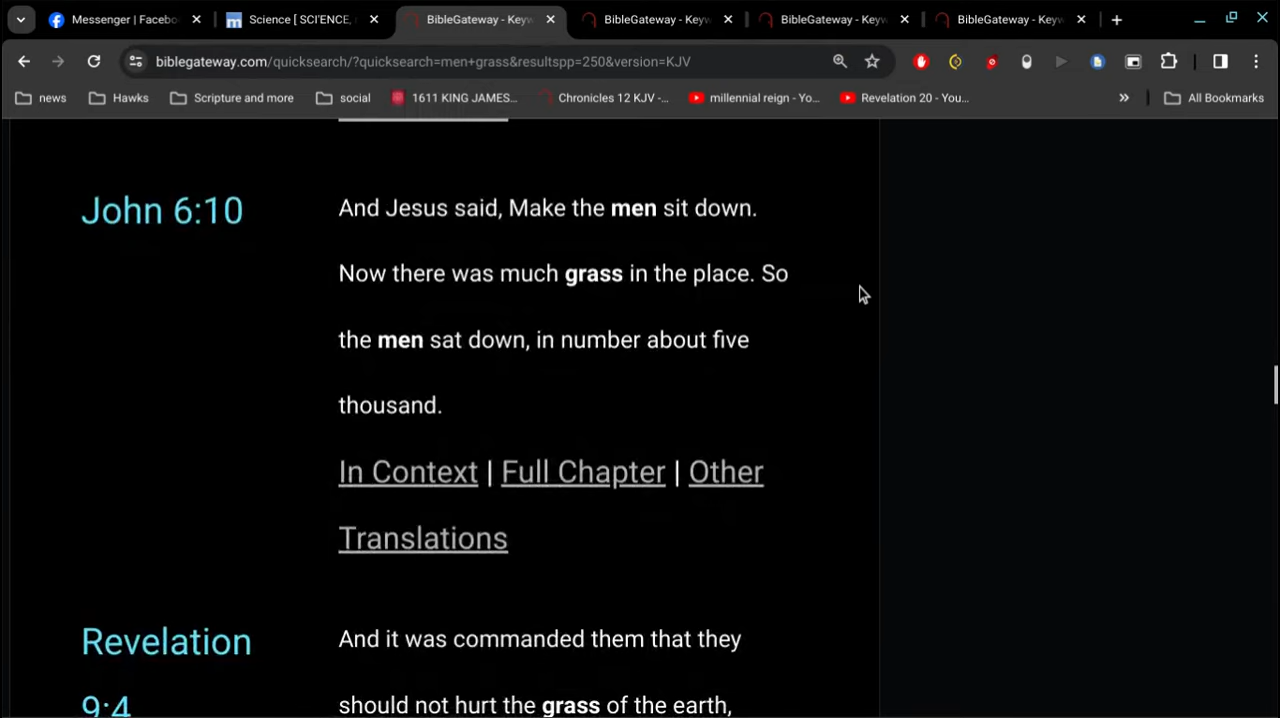 Messenger | Facebo
Science [ SCI'ENCE,
BibleGateway - Keyw
BibleGateway - Keyw
BibleGateway - Keyw
BibleGateway - Keyw
biblegateway.com/quicksearch/?quicksearch=men+grass&resultspp=250&version=KJV
news
Hawks
Scripture and more
social
1611 KING JAMES...
Chronicles 12 KJV -...
millennial reign - Yo...
Revelation 20 - You...
All Bookmarks
John 6:10
And Jesus said, Make the men sit down.
Now there was much grass in the place. So
the men sat down, in number about five
thousand.
In Context | Full Chapter | Other
Translations
Revelation
9:4
And it was commanded them that they
should not hurt the grass of the earth,